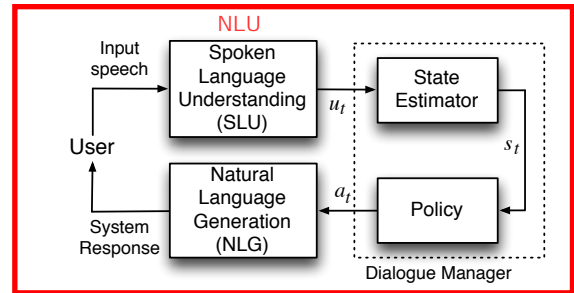 NLU
Input
speech
Spoken
Language
Understanding
(SLU)
u_t
State
Estimator
s_t
User
Natural
Language
Generation
(NLG)
a_t
Policy
System
Response
Dialogue Manager